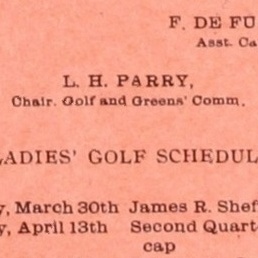 F. DE FU
Asst. Ca
L. H. PARRY,
Chair. Golf and Greens' Comm.
LADIES' GOLF SCHEDUL
y, March 30th James R. Shef
y, April 13th Second Quart
cap